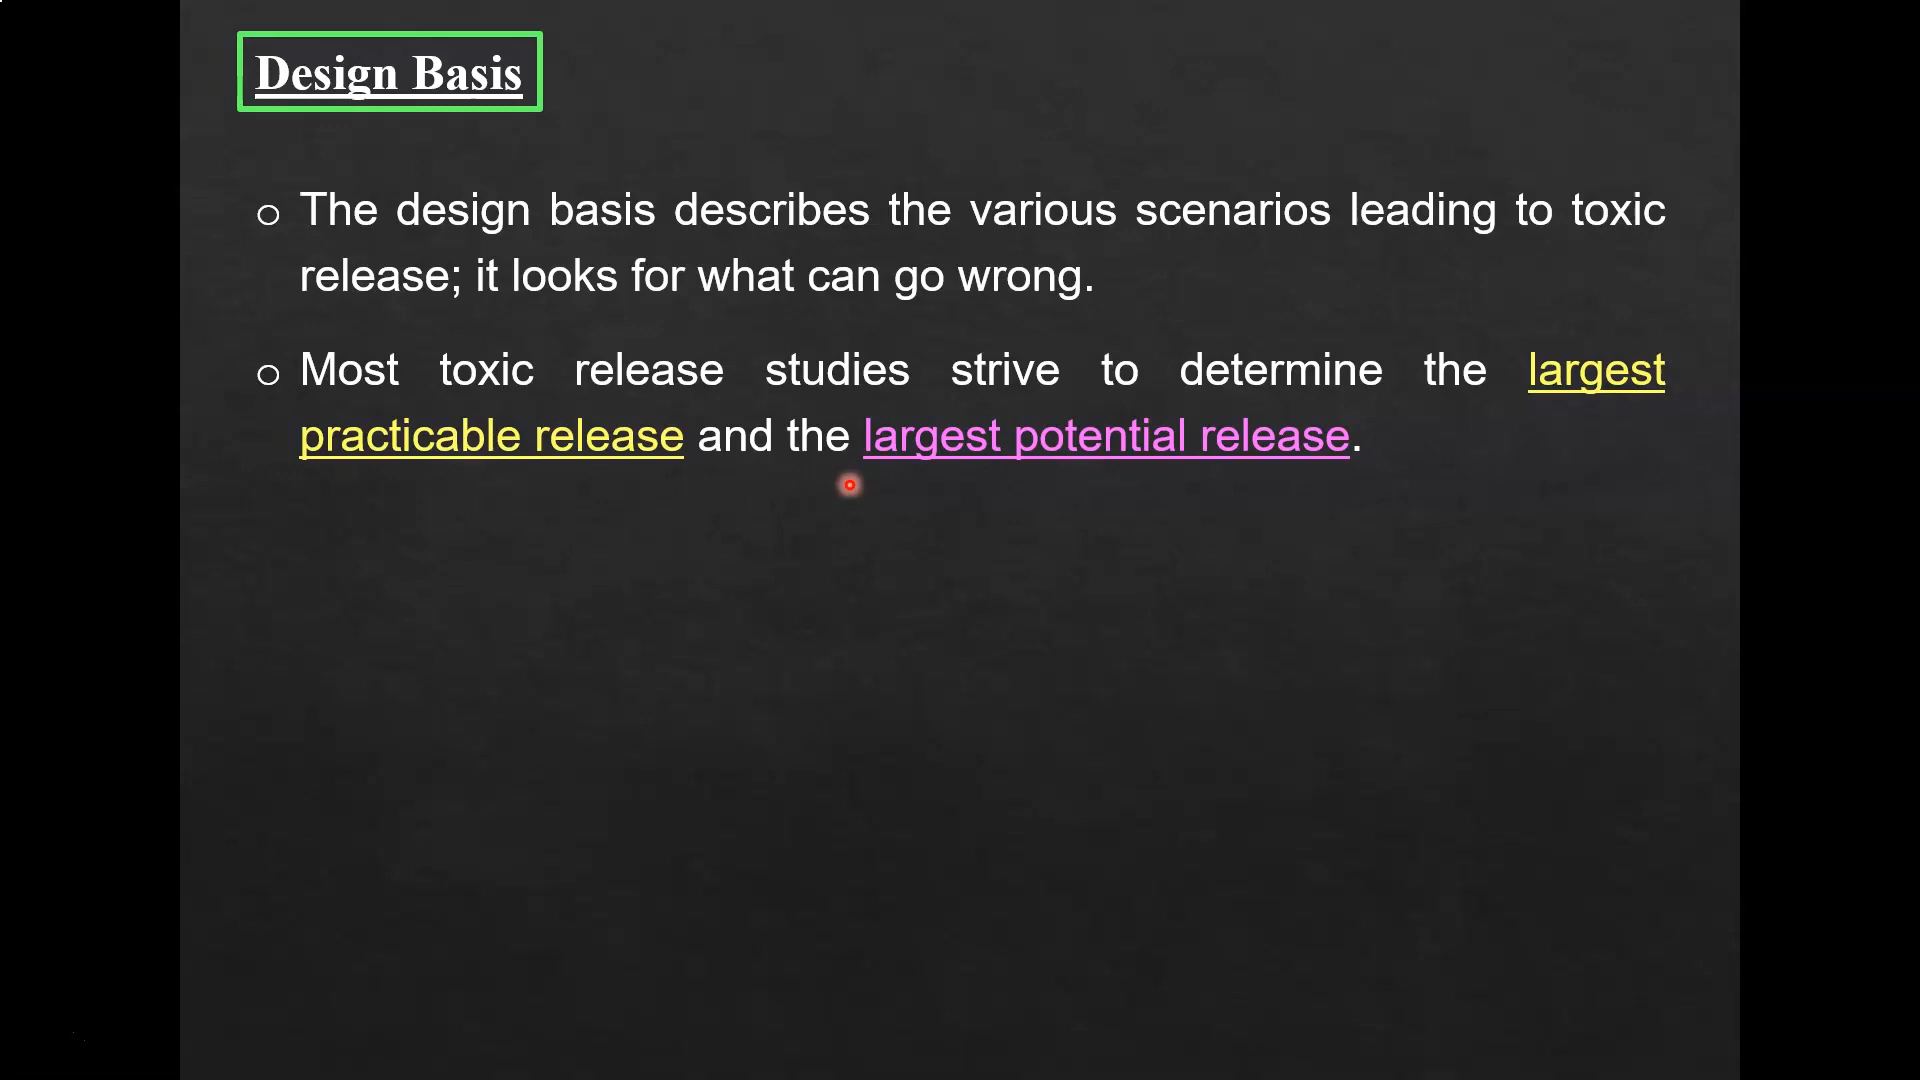 Design Basis
The design basis describes the various scenarios leading to toxic
release; it looks for what can go wrong.
Most toxic release studies strive to determine the largest
practicable release and the largest potential release.